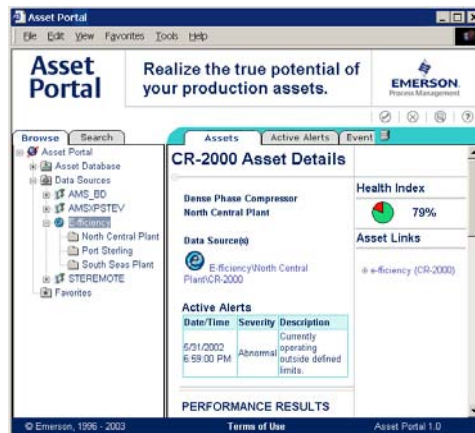 Asset Portal
File Edit View Favorites Tools Help
Asset Portal
Realize the true potential of
your production assets.
EMERSON
Process Management
Browse Search
Assets Active Alerts Event
Asset Portal
Asset Database
Data Sources
AMS_BD
AMSXPSTEV
E-fficiency
North Central Plant
Port Sterling
South Seas Plant
STEREMOTE
Favorites
CR-2000 Asset Details
Dense Phase Compressor
North Central Plant
Data Source(s)
E-fficiency\North Central
Plant\CR-2000
Active Alerts
Date/Time Severity Description
5/31/2002
6:59:00 PM
Abnormal
Currently
operating
outside defined
limits.
PERFORMANCE RESULTS
Health Index
79%
Asset Links
e-fficiency (CR-2000)
© Emerson, 1996 - 2003 Terms of Use Asset Portal 1.0